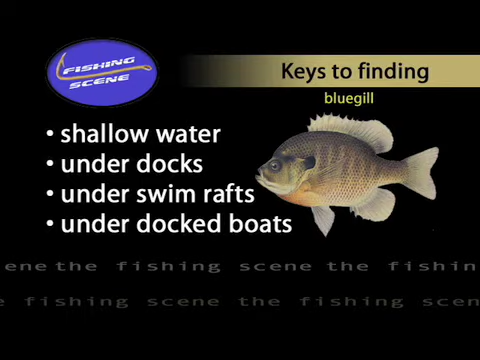 FISHING
SCENE
Keys to finding
bluegill
• shallow water
• under docks
• under swim rafts
• under docked boats
ene the fishing scene the fishin
e fishing scene the fishing scen